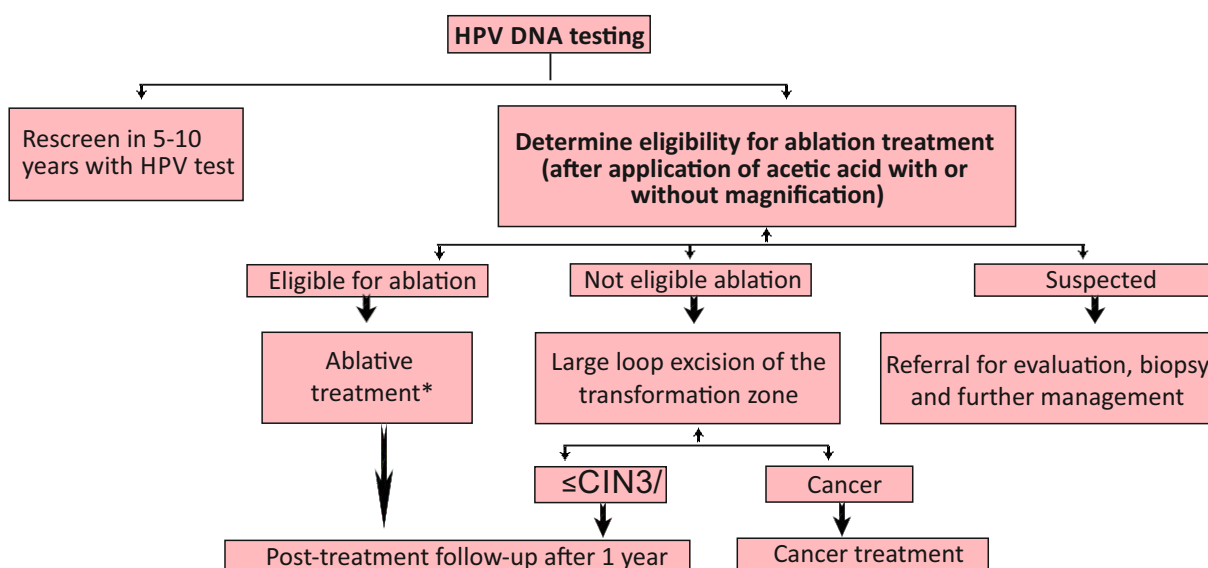 HPV DNA testing
Rescreen in 5-10
years with HPV test
Determine eligibility for ablation treatment
(after application of acetic acid with or
without magnification)
Eligible for ablation
Not eligible ablation
Suspected
Ablative
treatment*
Large loop excision of the
transformation zone
Referral for evaluation, biopsy
and further management
≤CIN3/
Cancer
Post-treatment follow-up after 1 year
Cancer treatment